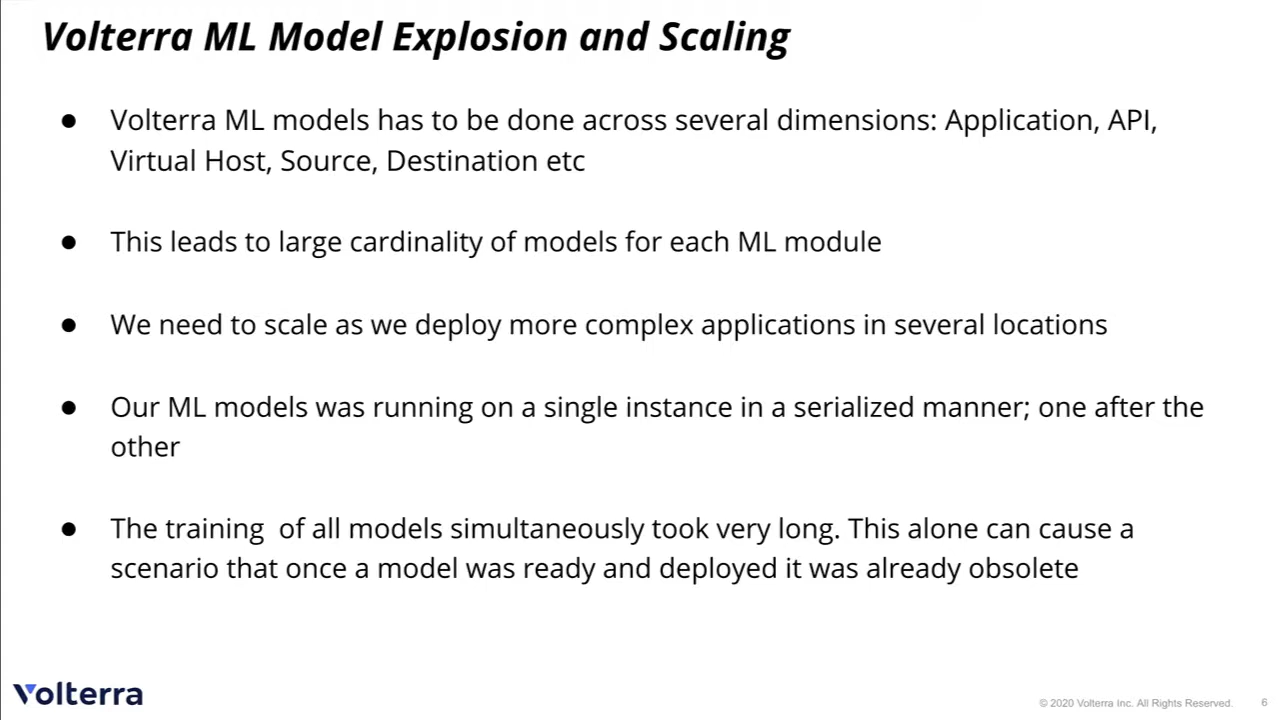 Volterra ML Model Explosion and Scaling
● Volterra ML models has to be done across several dimensions: Application, API,
Virtual Host, Source, Destination etc
● This leads to large cardinality of models for each ML module
● We need to scale as we deploy more complex applications in several locations
● Our ML models was running on a single instance in a serialized manner; one after the
other
● The training  of all models simultaneously took very long. This alone can cause a
scenario that once a model was ready and deployed it was already obsolete
Volterra
© 2020 Volterra Inc. All Rights Reserved. 6